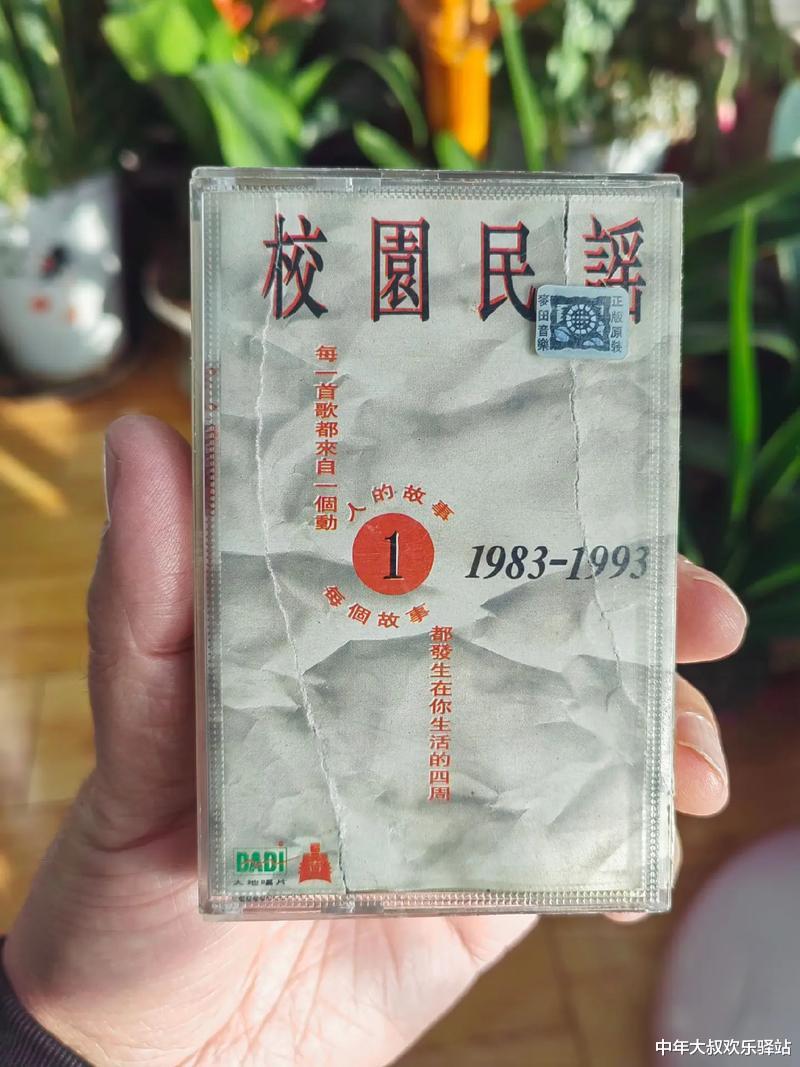 校園民謠
麥田音樂
正版原裝
每一首歌都來自一個動
人的故事
1
1983-1993
每個故事
都發生在你生活的四周
DADI
大地唱片
中年大叔欢乐驿站